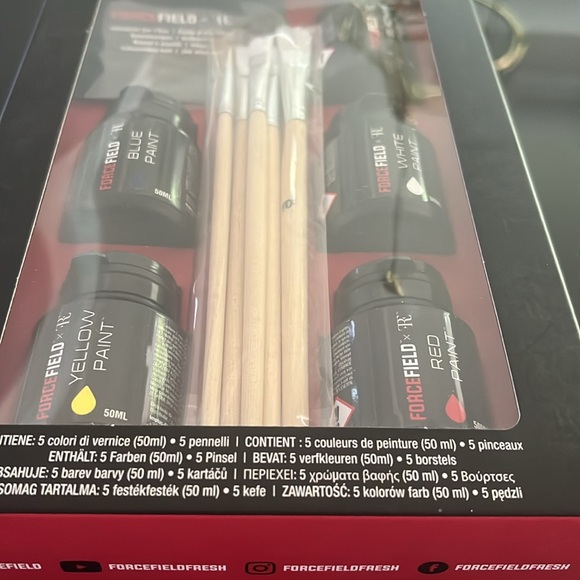 FORCEFIELD × R
FORCEFIELD × R
BLUE
PAINT
50ML
FORCEFIELD × R
WHITE
PAINT
FORCEFIELD × R
YELLOW
PAINT
50ML
FORCEFIELD × R
RED
PAINT
TIENE: 5 colori di vernice (50ml) • 5 pennelli | CONTIENT : 5 couleurs de peinture (50 ml) • 5 pinceaux
ENTHÄLT: 5 Farben (50ml) • 5 Pinsel | BEVAT: 5 verfkleuren (50ml) • 5 borstels
BSAHUJE: 5 barev barvy (50 ml) • 5 kartáčů | ΠΕΡΙΕΧΕΙ: 5 χρώματα βαφής (50 ml) • 5 Βούρτσες
SOMAG TARTALMA: 5 festékfesték (50 ml) • 5 kefe | ZAWARTOŚĆ: 5 kolorów farb (50 ml) • 5 pędzli
EFIELD FORCEFIELDFRESH FORCEFIELDFRESH FORCEFIELDFRESH